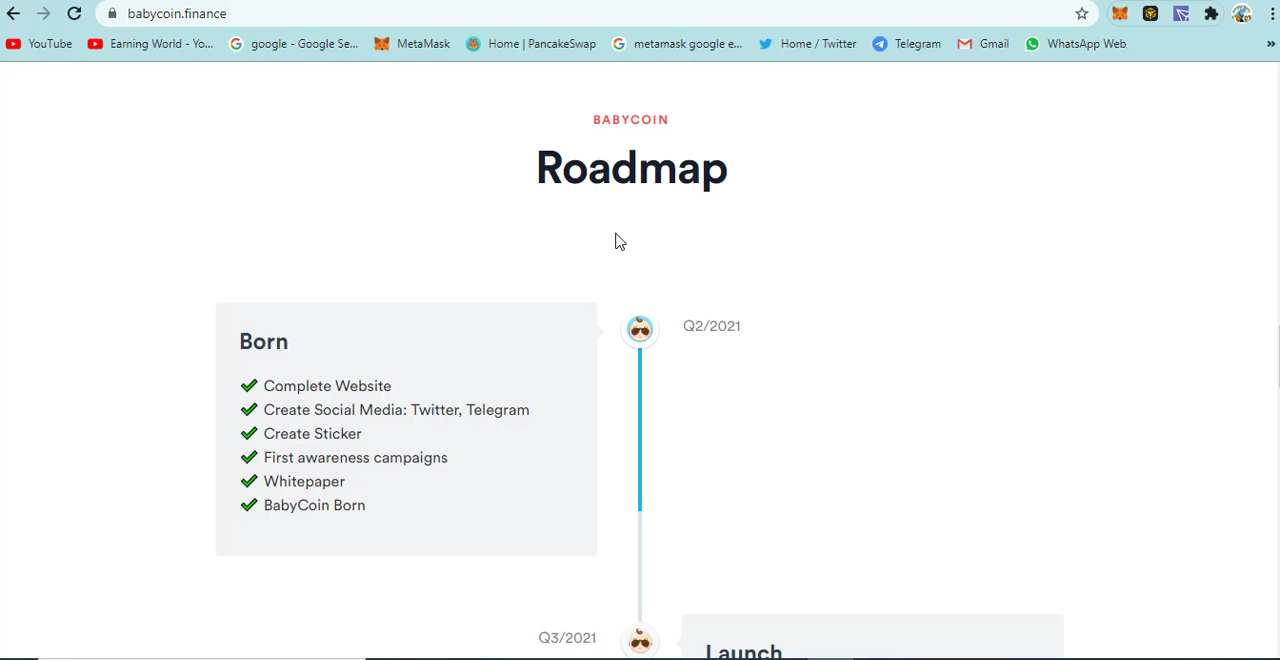 babycoin.finance
YouTube
Earning World - Yo...
google - Google Se...
MetaMask
Home | PancakeSwap
metamask google e...
Home / Twitter
Telegram
Gmail
WhatsApp Web
»
BABYCOIN
Roadmap
Born
Q2/2021
Complete Website
Create Social Media: Twitter, Telegram
Create Sticker
First awareness campaigns
Whitepaper
BabyCoin Born
Q3/2021
Launch